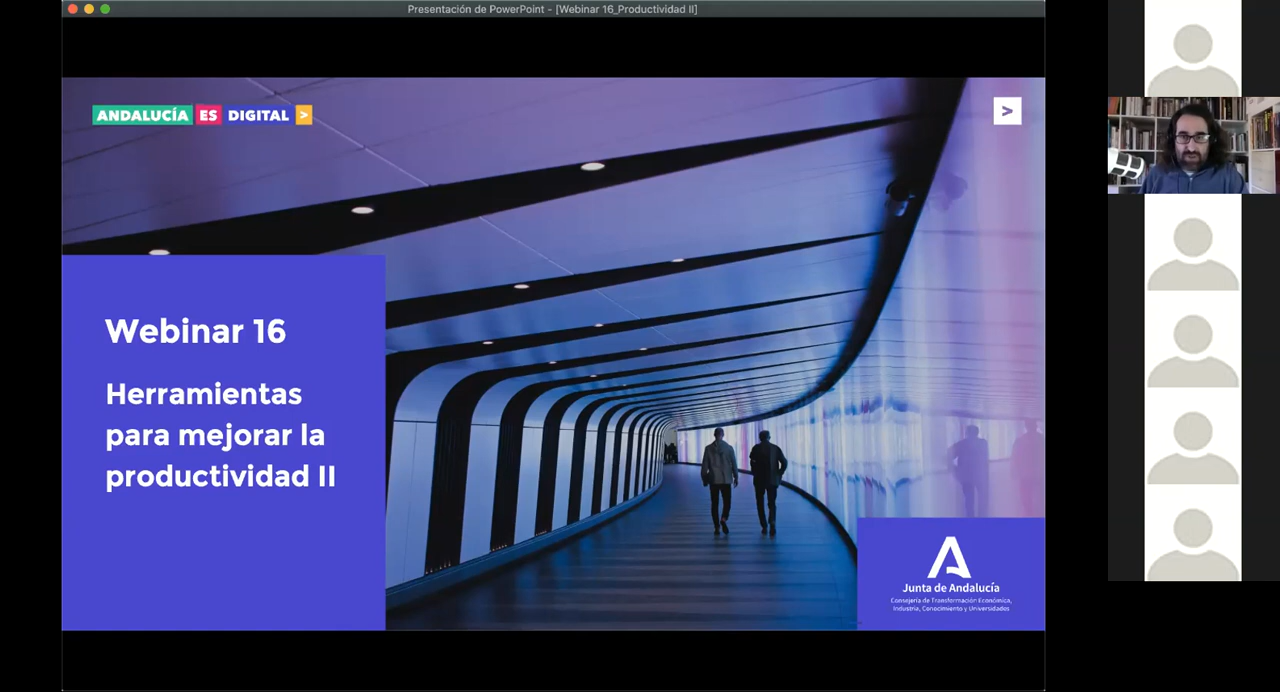 Presentación de PowerPoint - [Webinar 16_Productividad II]
ANDALUCÍA ES DIGITAL >
>
Webinar 16
Herramientas
para mejorar la
productividad II
Junta de Andalucía
Consejería de Transformación Económica,
Industria, Conocimiento y Universidades